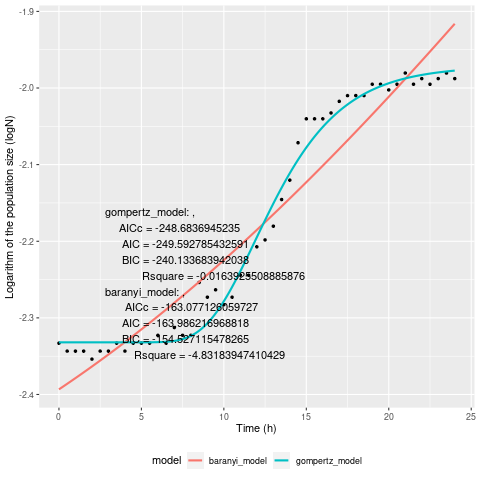 -1.9
-2.0
-2.1
-2.2
-2.3
-2.4
Logarithm of the population size (logN)
gompertz_model: ,
AICc = -248.6836945235
AIC = -249.592785432591
BIC = -240.133683942038
Rsquare = -0.0163925508885876
baranyi_model: ,
AICc = -163.077126059727
AIC = -163.986216968818
BIC = -154.527115478265
Rsquare = -4.83183947410429
0 5 10 15 20 25
Time (h)
model baranyi_model gompertz_model